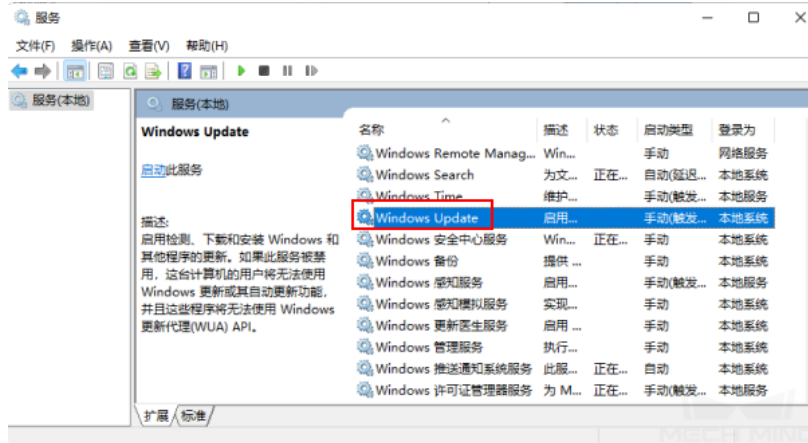 服务
文件(F) 操作(A) 查看(V) 帮助(H)
服务(本地)
服务(本地)
Windows Update
启动此服务
描述:
启用检测、下载和安装 Windows 和
其他程序的更新。如果此服务被禁
用，这台计算机的用户将无法使用
Windows 更新或其自动更新功能，
并且这些程序将无法使用 Windows
更新代理(WUA) API。
名称 描述 状态 启动类型 登录为
Windows Remote Manag... Win... 手动 网络服务
Windows Search 为文... 正在... 自动(延迟... 本地系统
Windows Time 维护... 手动(触发... 本地服务
Windows Update 启用... 手动(触发... 本地系统
Windows 安全中心服务 Win... 正在... 手动 本地系统
Windows 备份 提供 ... 手动 本地系统
Windows 感知服务 启用... 手动(触发... 本地服务
Windows 感知模拟服务 实现... 手动 本地系统
Windows 更新医生服务 启用 ... 手动 本地系统
Windows 管理服务 执行... 手动 本地系统
Windows 推送通知系统服务 此服... 正在... 自动 本地系统
Windows 许可证管理器服务 为 M... 正在... 手动(触发... 本地服务
扩展 标准
MECH MIND